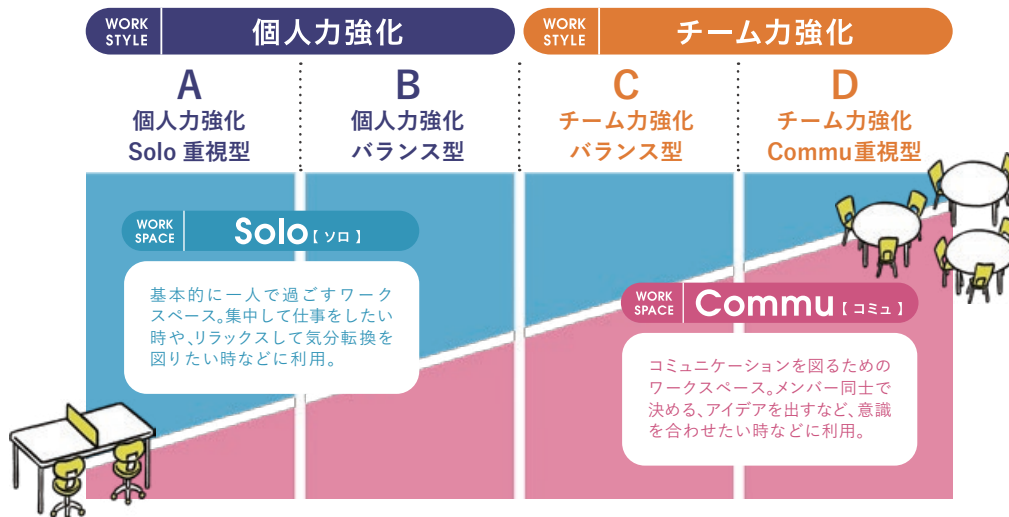 WORK
STYLE
個人力強化
WORK
STYLE
チーム力強化
A
個人力強化
Solo 重視型
B
個人力強化
バランス型
C
チーム力強化
バランス型
D
チーム力強化
Commu重視型
WORK
SPACE
Solo【 ソロ 】
基本的に一人で過ごすワーク
スペース。集中して仕事をしたい
時や、リラックスして気分転換を
図りたい時などに利用。
WORK
SPACE
Commu【 コミュ 】
コミュニケーションを図るための
ワークスペース。メンバー同士で
決める、アイデアを出すなど、意識
を合わせたい時などに利用。